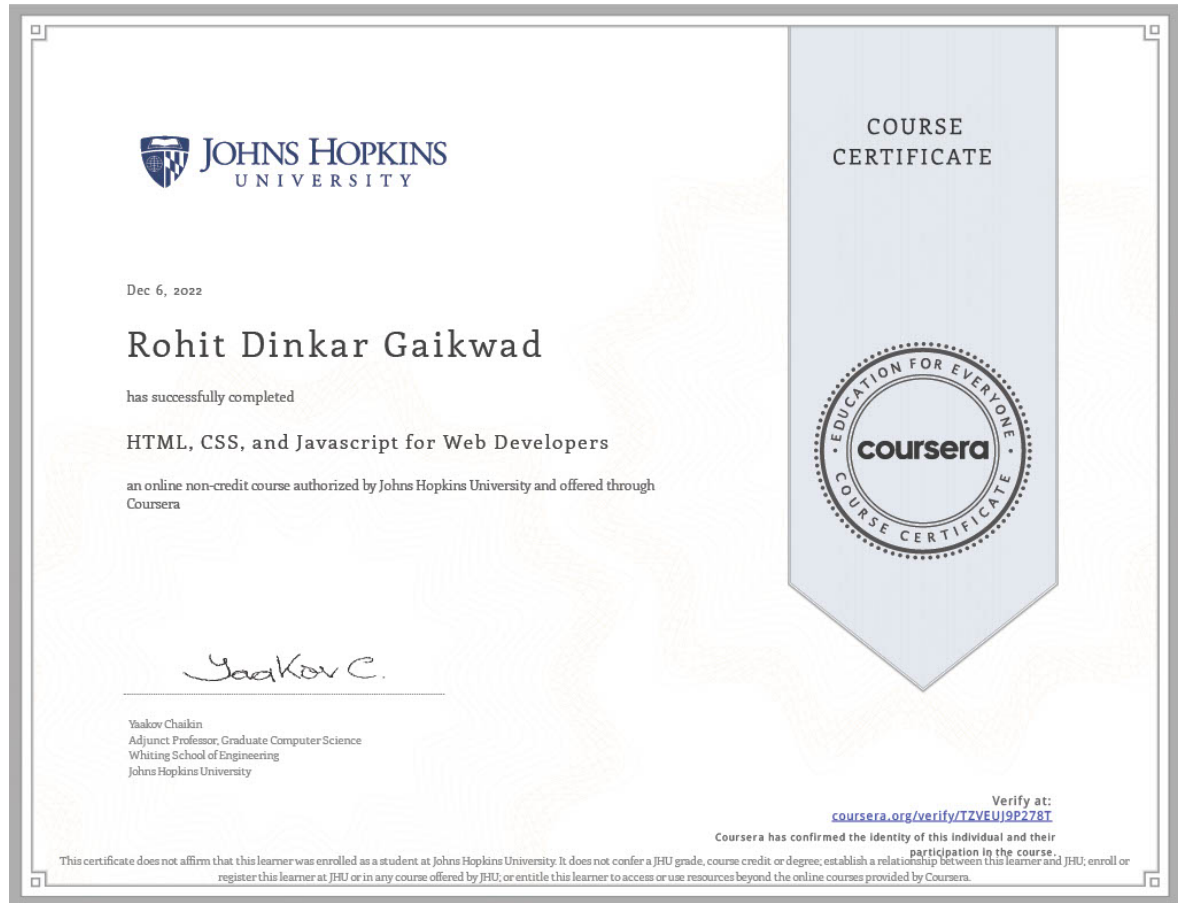 JOHNS HOPKINS
UNIVERSITY
COURSE
CERTIFICATE
Dec 6, 2022
Rohit Dinkar Gaikwad
has successfully completed
HTML, CSS, and Javascript for Web Developers
an online non-credit course authorized by Johns Hopkins University and offered through
Coursera
EDUCATION FOR EVERYONE
coursera
COURSE CERTIFICATE
Yaakov C.
Yaakov Chaikin
Adjunct Professor, Graduate Computer Science
Whiting School of Engineering
Johns Hopkins University
Verify at:
coursera.org/verify/TZVEUJ9P278T
Coursera has confirmed the identity of this individual and their
participation in the course.
This certificate does not affirm that this learner was enrolled as a student at Johns Hopkins University. It does not confer a JHU grade, course credit or degree; establish a relationship between this learner and JHU; enroll or
register this learner at JHU or in any course offered by JHU; or entitle this learner to access or use resources beyond the online courses provided by Coursera.